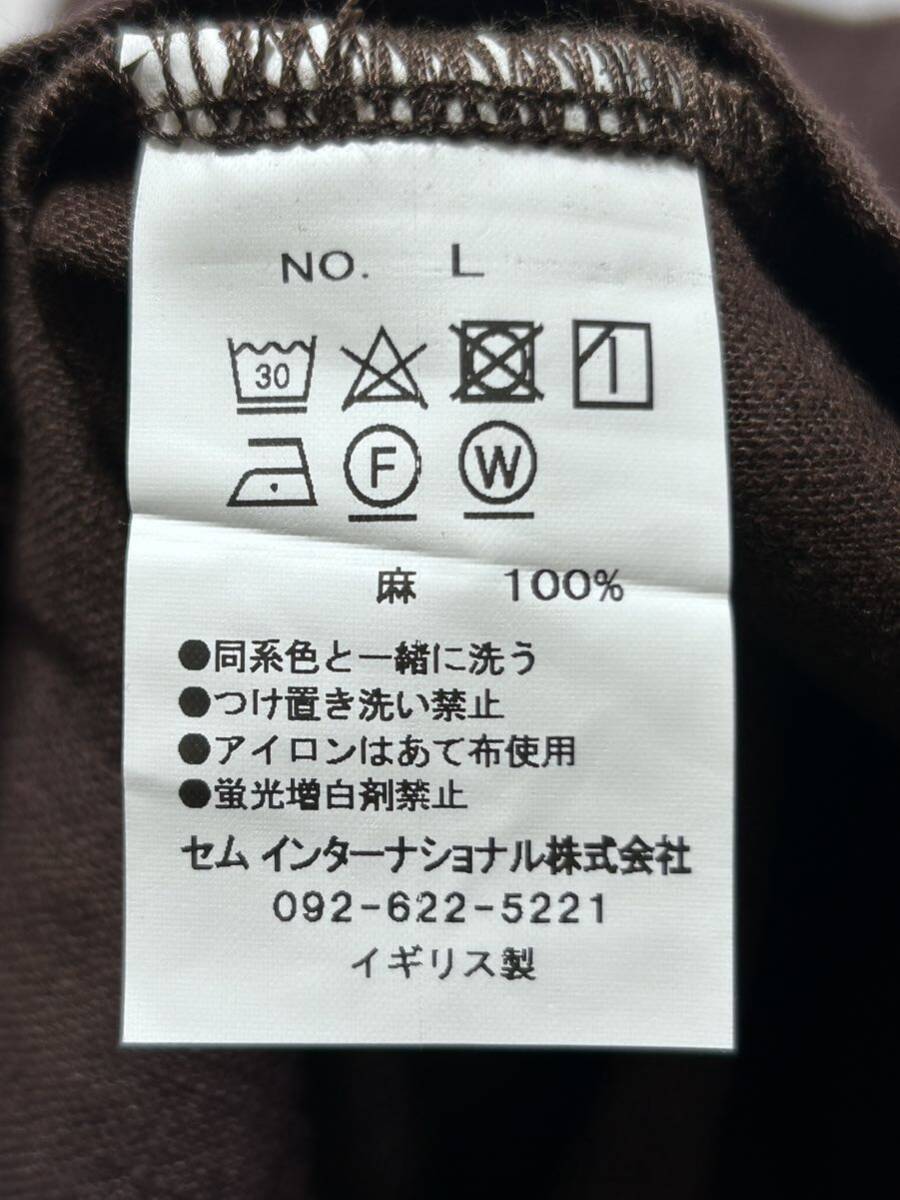 NO. L
30
F W
麻 100%
●同系色と一緒に洗う
●つけ置き洗い禁止
●アイロンはあて布使用
●蛍光増白剤禁止
セム インターナショナル株式会社
092-622-5221
イギリス製